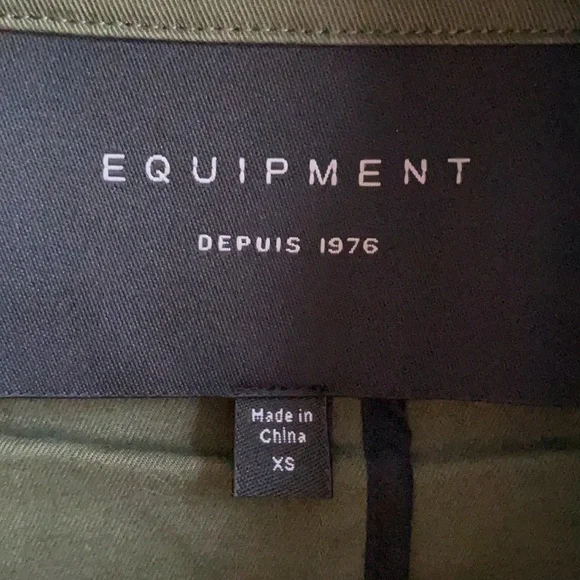 EQUIPMENT
DEPUIS 1976
Made in
China
XS